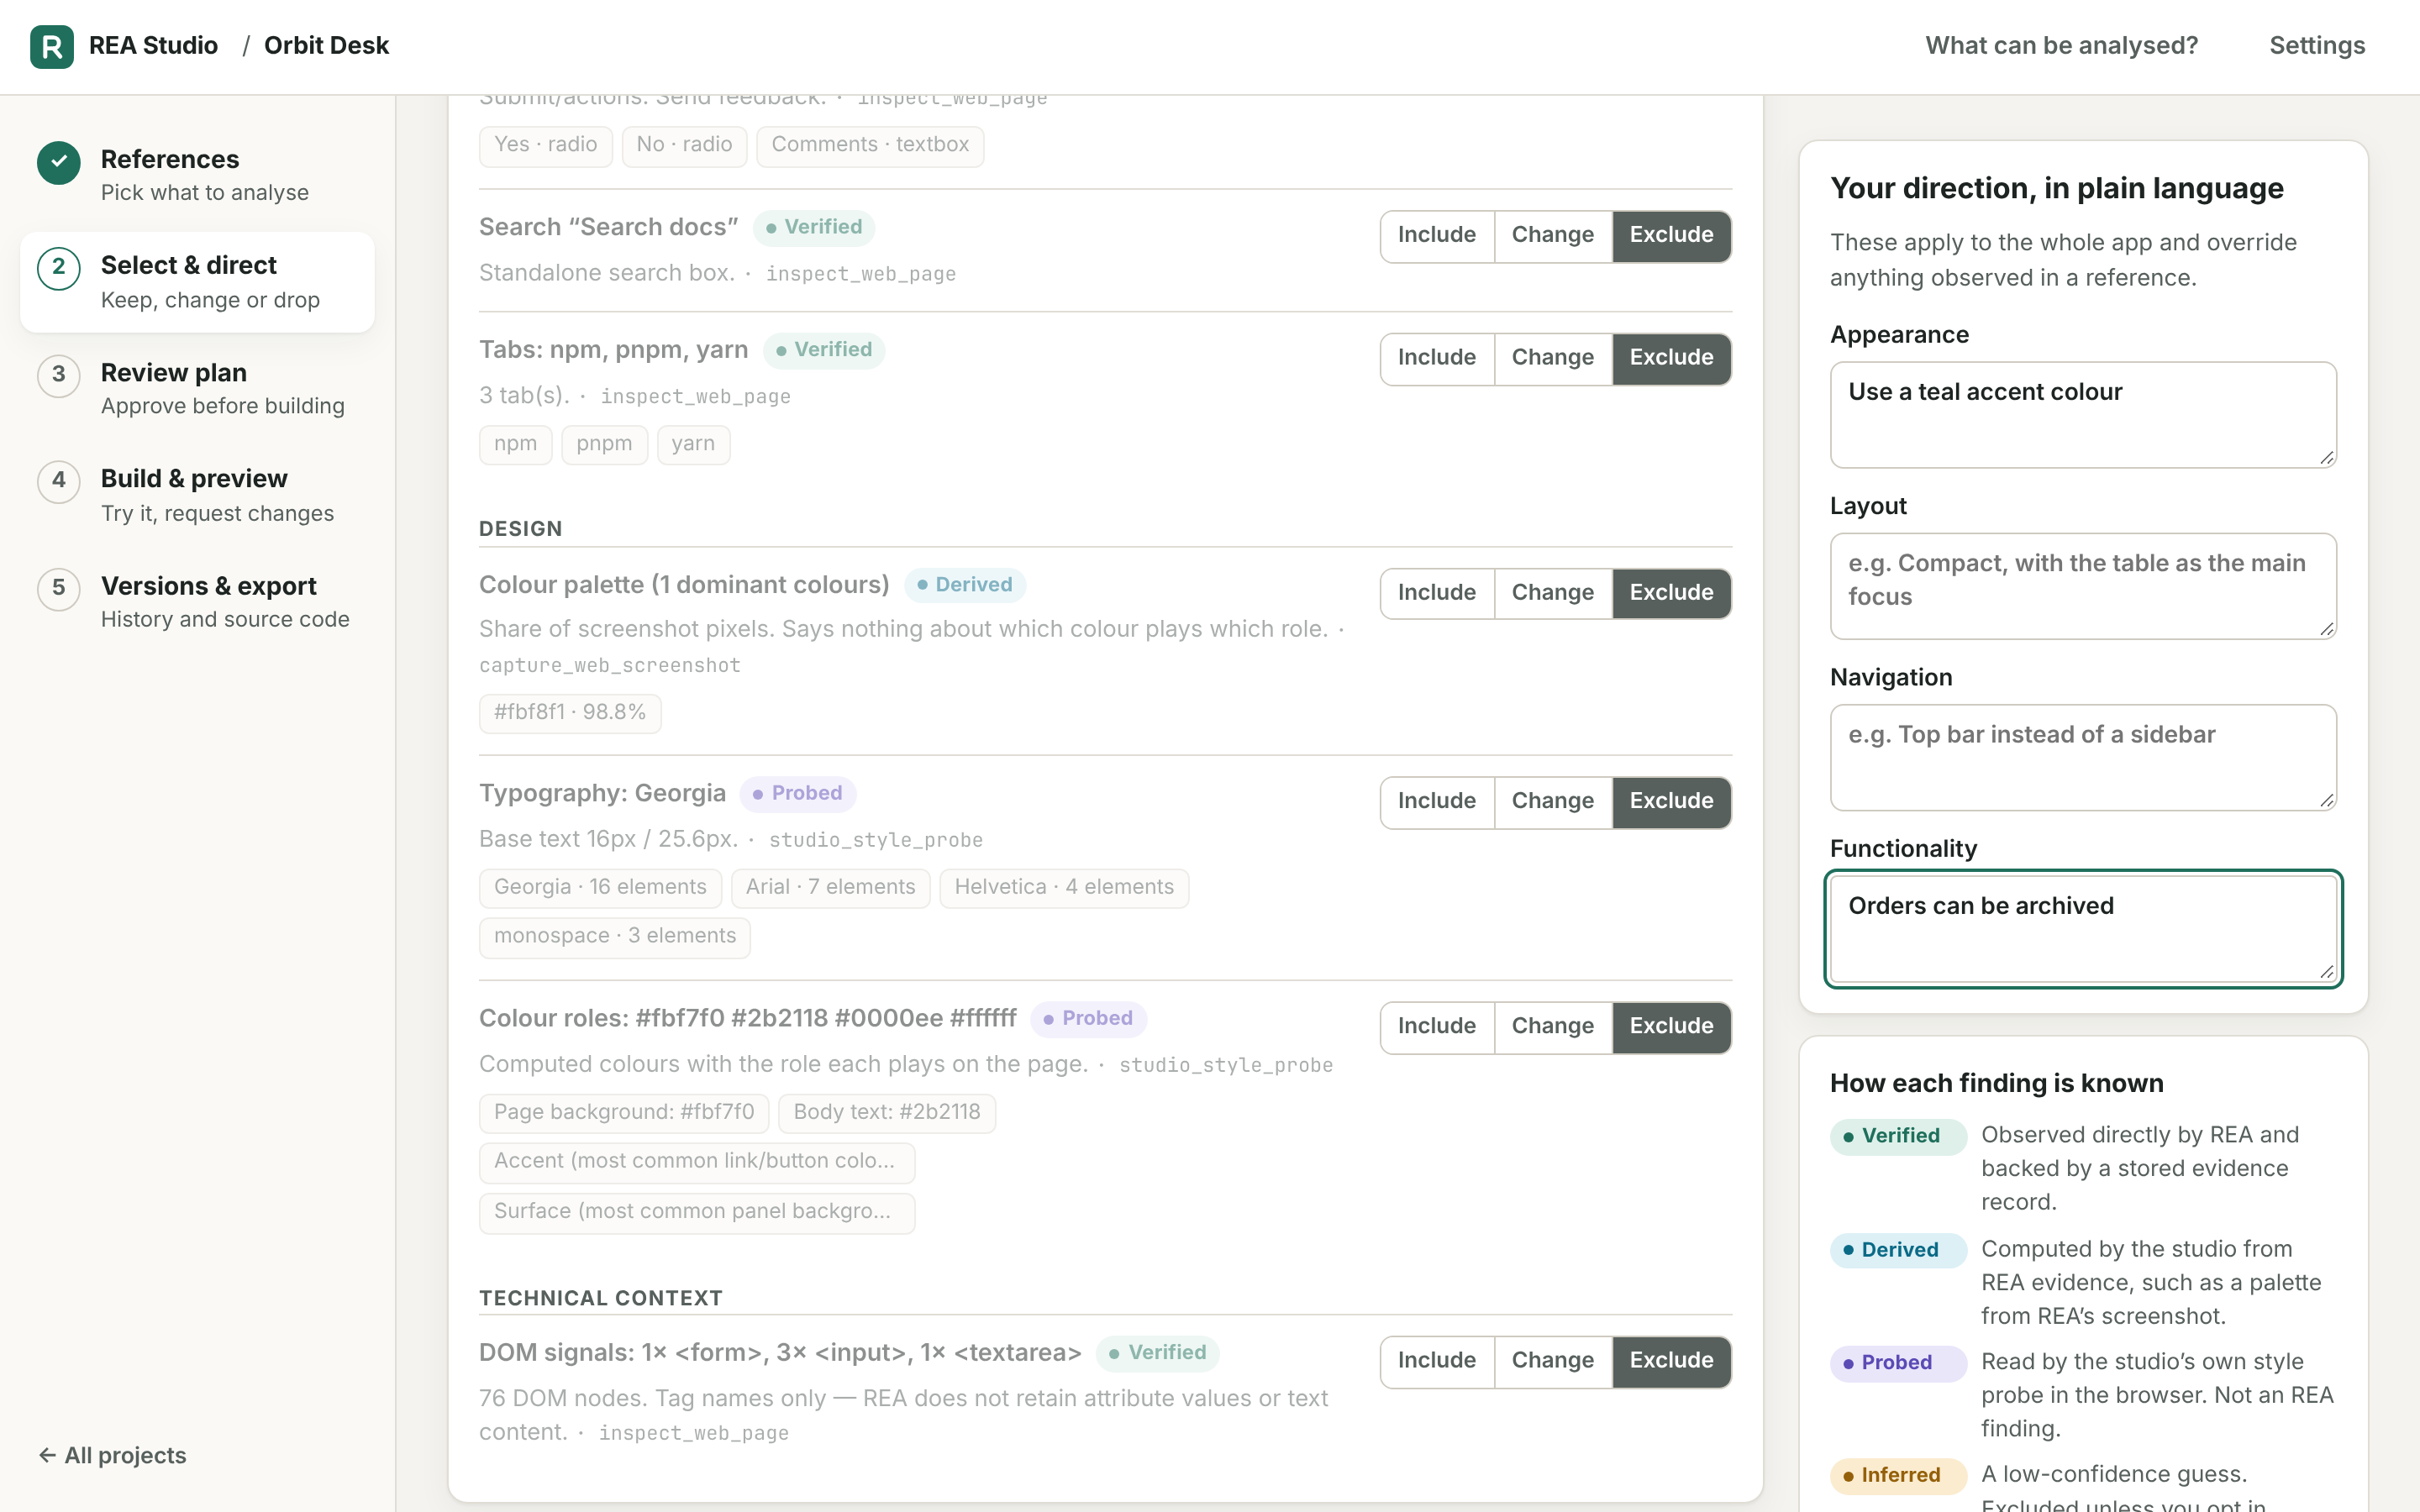 R REA Studio / Orbit Desk
What can be analysed? Settings
References
Pick what to analyse
2 Select & direct
Keep, change or drop
3 Review plan
Approve before building
4 Build & preview
Try it, request changes
5 Versions & export
History and source code
← All projects
Submit/actions. Send feedback. · inspect_web_page
Yes · radio No · radio Comments · textbox
Search “Search docs” Verified Include Change Exclude
Standalone search box. · inspect_web_page
Tabs: npm, pnpm, yarn Verified Include Change Exclude
3 tab(s). · inspect_web_page
npm pnpm yarn
DESIGN
Colour palette (1 dominant colours) Derived Include Change Exclude
Share of screenshot pixels. Says nothing about which colour plays which role. ·
capture_web_screenshot
#fbf8f1 · 98.8%
Typography: Georgia Probed Include Change Exclude
Base text 16px / 25.6px. · studio_style_probe
Georgia · 16 elements Arial · 7 elements Helvetica · 4 elements
monospace · 3 elements
Colour roles: #fbf7f0 #2b2118 #0000ee #ffffff Probed Include Change Exclude
Computed colours with the role each plays on the page. · studio_style_probe
Page background: #fbf7f0 Body text: #2b2118
Accent (most common link/button colo...
Surface (most common panel backgro...
TECHNICAL CONTEXT
DOM signals: 1× <form>, 3× <input>, 1× <textarea> Verified Include Change Exclude
76 DOM nodes. Tag names only — REA does not retain attribute values or text
content. · inspect_web_page
Your direction, in plain language
These apply to the whole app and override
anything observed in a reference.
Appearance
Use a teal accent colour
Layout
e.g. Compact, with the table as the main
focus
Navigation
e.g. Top bar instead of a sidebar
Functionality
Orders can be archived
How each finding is known
Verified Observed directly by REA and
backed by a stored evidence
record.
Derived Computed by the studio from
REA evidence, such as a palette
from REA’s screenshot.
Probed Read by the studio’s own style
probe in the browser. Not an REA
finding.
Inferred A low-confidence guess.
Excluded unless you opt in